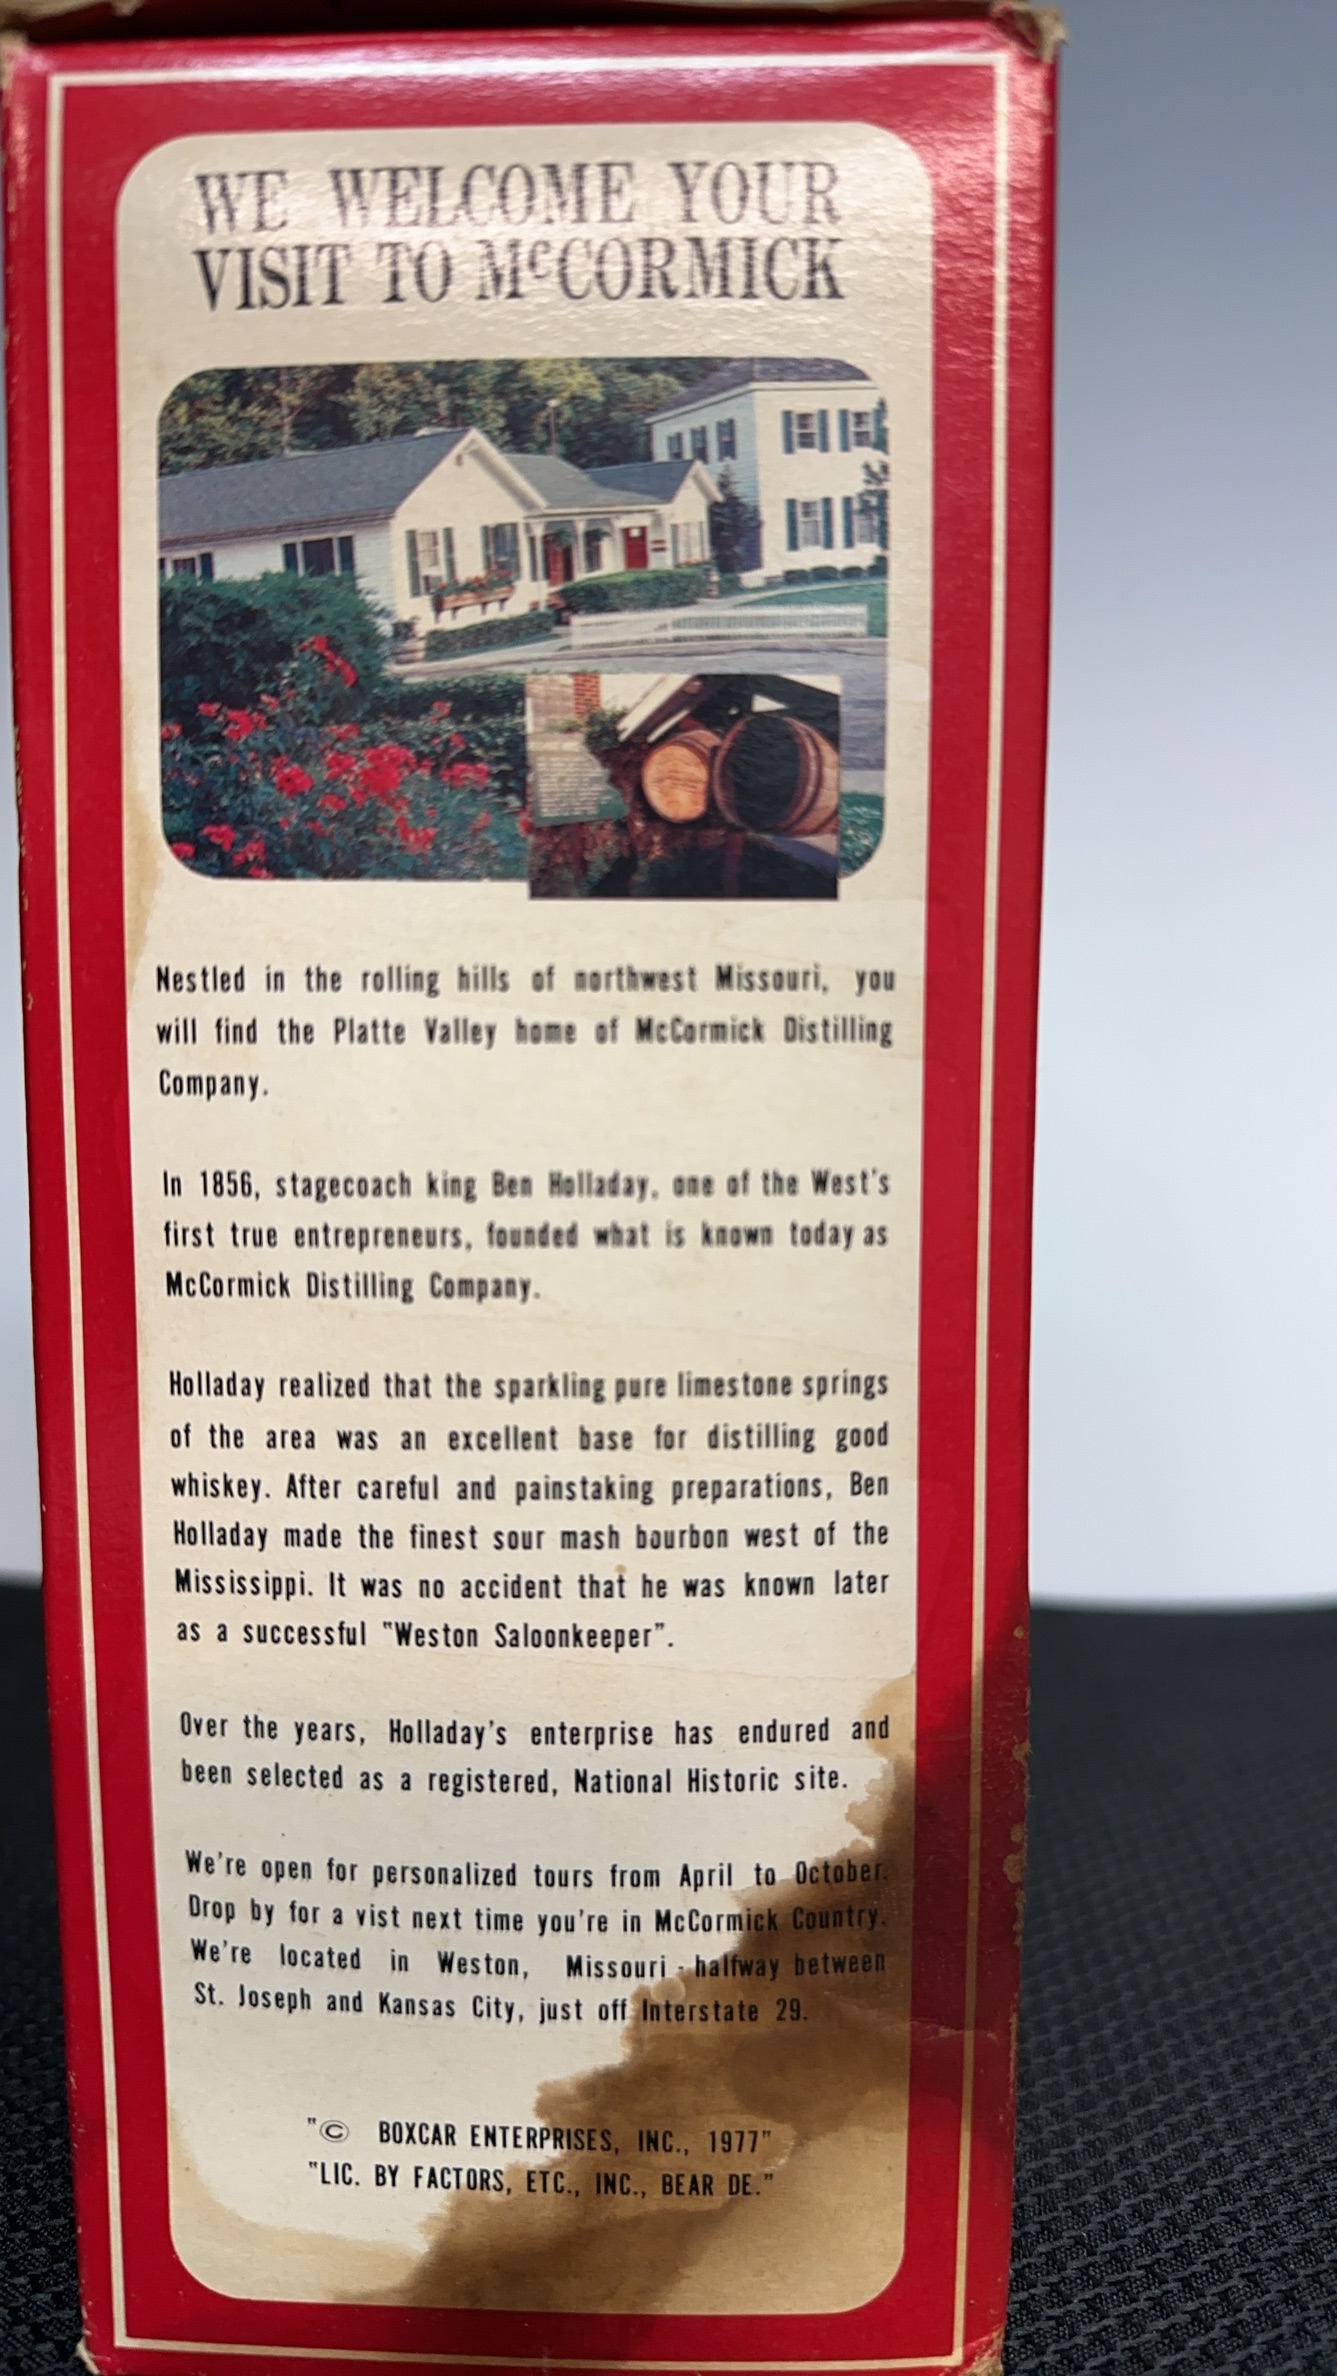 WE WELCOME YOUR
VISIT TO McCORMICK
Nestled in the rolling hills of northwest Missouri, you
will find the Platte Valley home of McCormick Distilling
Company.
In 1856, stagecoach king Ben Holladay, one of the West's
first true entrepreneurs, founded what is known today as
McCormick Distilling Company.
Holladay realized that the sparkling pure limestone springs
of the area was an excellent base for distilling good
whiskey. After careful and painstaking preparations, Ben
Holladay made the finest sour mash bourbon west of the
Mississippi. It was no accident that he was known later
as a successful "Weston Saloonkeeper".
Over the years, Holladay's enterprise has endured and
been selected as a registered, National Historic site.
We're open for personalized tours from April to October.
Drop by for a vist next time you're in McCormick Country.
We're located in Weston, Missouri - halfway between
St. Joseph and Kansas City, just off Interstate 29.
"© BOXCAR ENTERPRISES, INC., 1977"
"LIC. BY FACTORS, ETC., INC., BEAR DE."